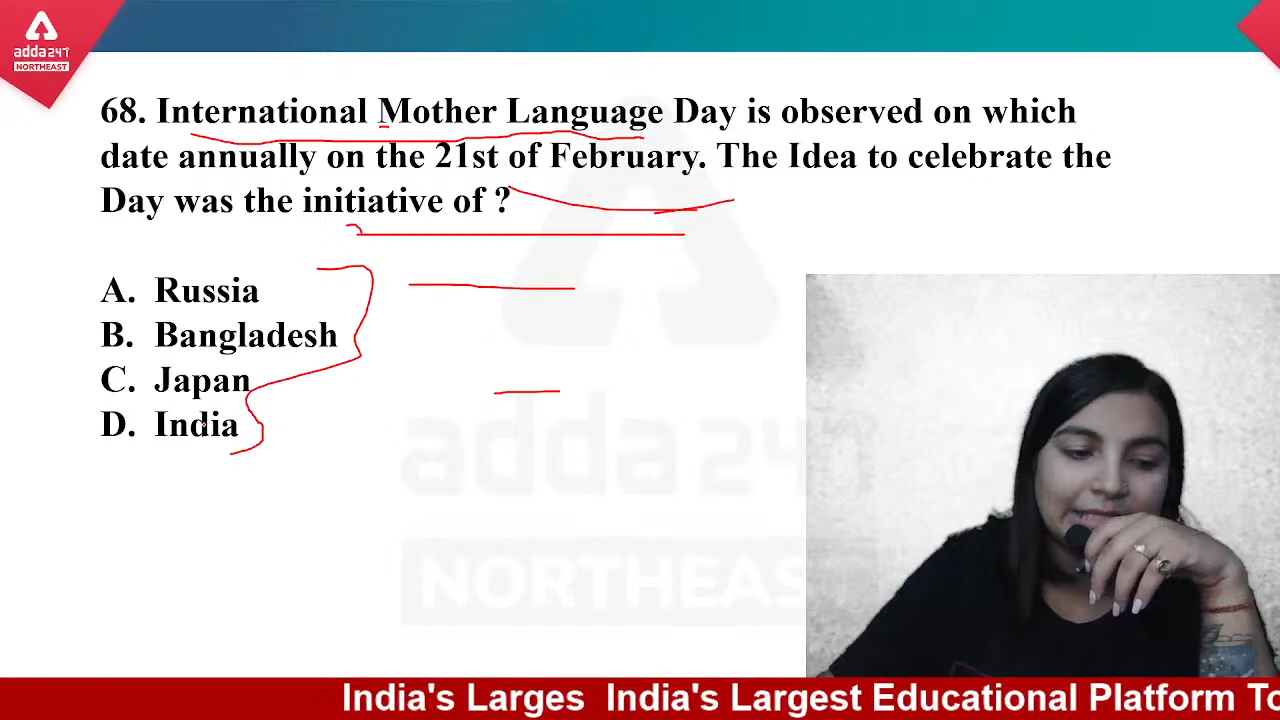 adda247
NORTHEAST
68. International Mother Language Day is observed on which
date annually on the 21st of February. The Idea to celebrate the
Day was the initiative of ?
A. Russia
B. Bangladesh
C. Japan
D. India
adda247
NORTHEAST
India's Larges India's Largest Educational Platform To